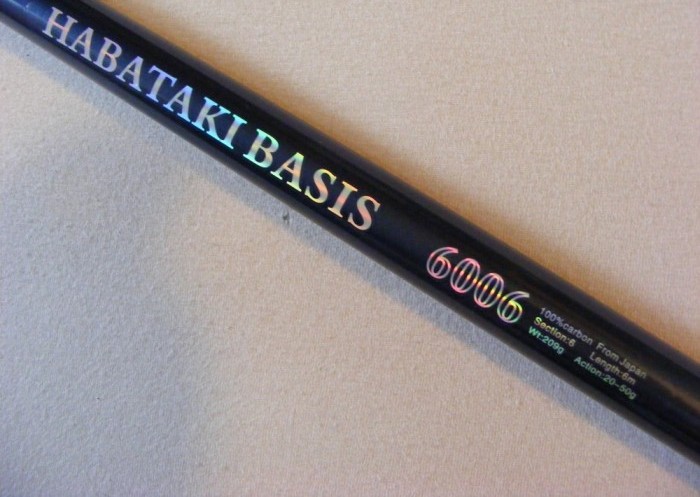 HABATAKI BASIS
6006
100%carbon From Japan
Section:6 Length:6m
Wt:209g Action:20-50g